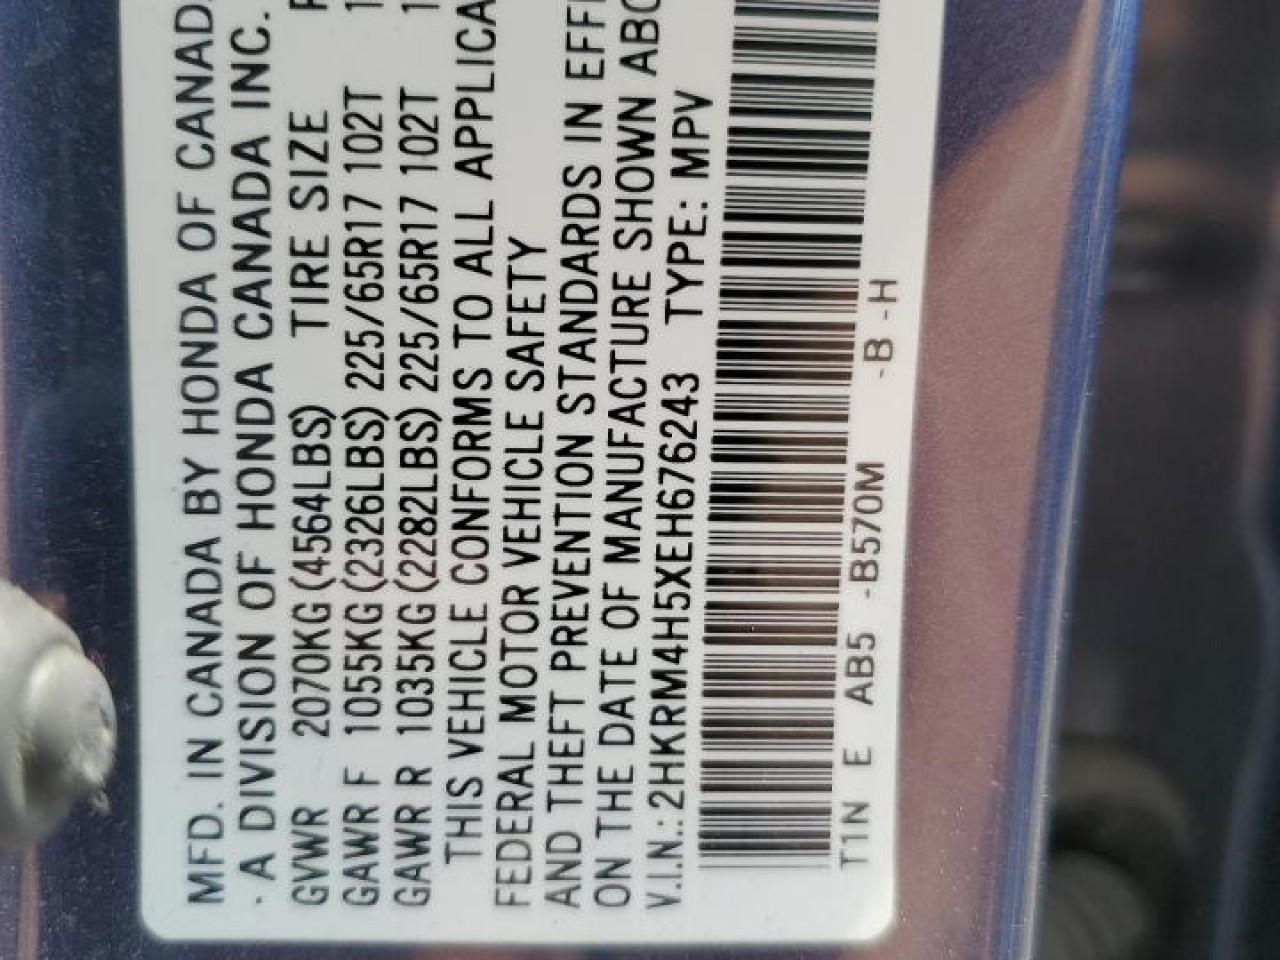 MFD. IN CANADA BY HONDA OF CANAD
· A DIVISION OF HONDA CANADA INC.
GVWR 2070KG(4564LBS) TIRE SIZE
GAWR F 1055KG(2326LBS)225/65R17 102T
GAWR R 1035KG(2282LBS)225/65R17 102T
THIS VEHICLE CONFORMS TO ALL APPLICA
FEDERAL MOTOR VEHICLE SAFETY
AND THEFT PREVENTION STANDARDS IN EFF
ON THE DATE OF MANUFACTURE SHOWN ABO
V.I.N.:2HKRM4H5XEH676243 TYPE: MPV
T1N E AB5 -B570M -B -H